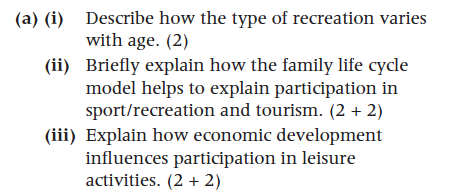 (a) (i) Describe how the type of recreation varies
with age. (2)
(ii) Briefly explain how the family life cycle
model helps to explain participation in
sport/recreation and tourism. (2 + 2)
(iii) Explain how economic development
influences participation in leisure
activities. (2 + 2)